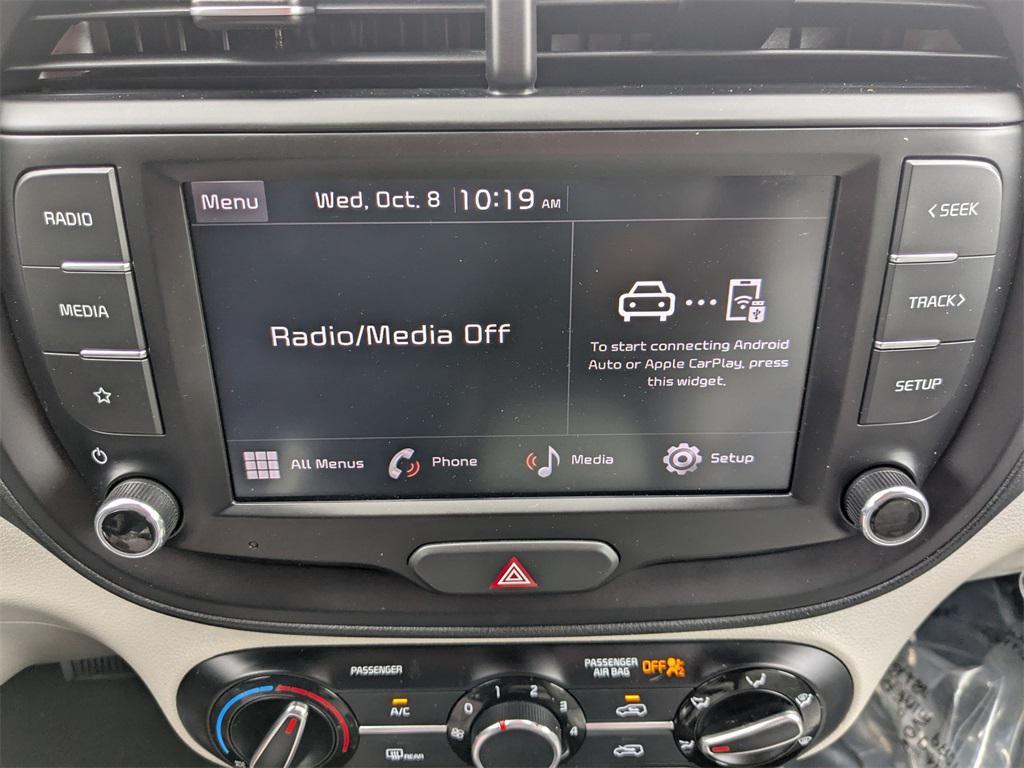 RADIO
MEDIA
Menu
Wed, Oct. 8
10:19 AM
Radio/Media Off
To start connecting Android
Auto or Apple CarPlay, press
this widget.
All Menus
Phone
Media
Setup
<SEEK
TRACK>
SETUP
PASSENGER
PASSENGER
AIR BAG
OFF
A/C
0
1
2
3
4
REAR